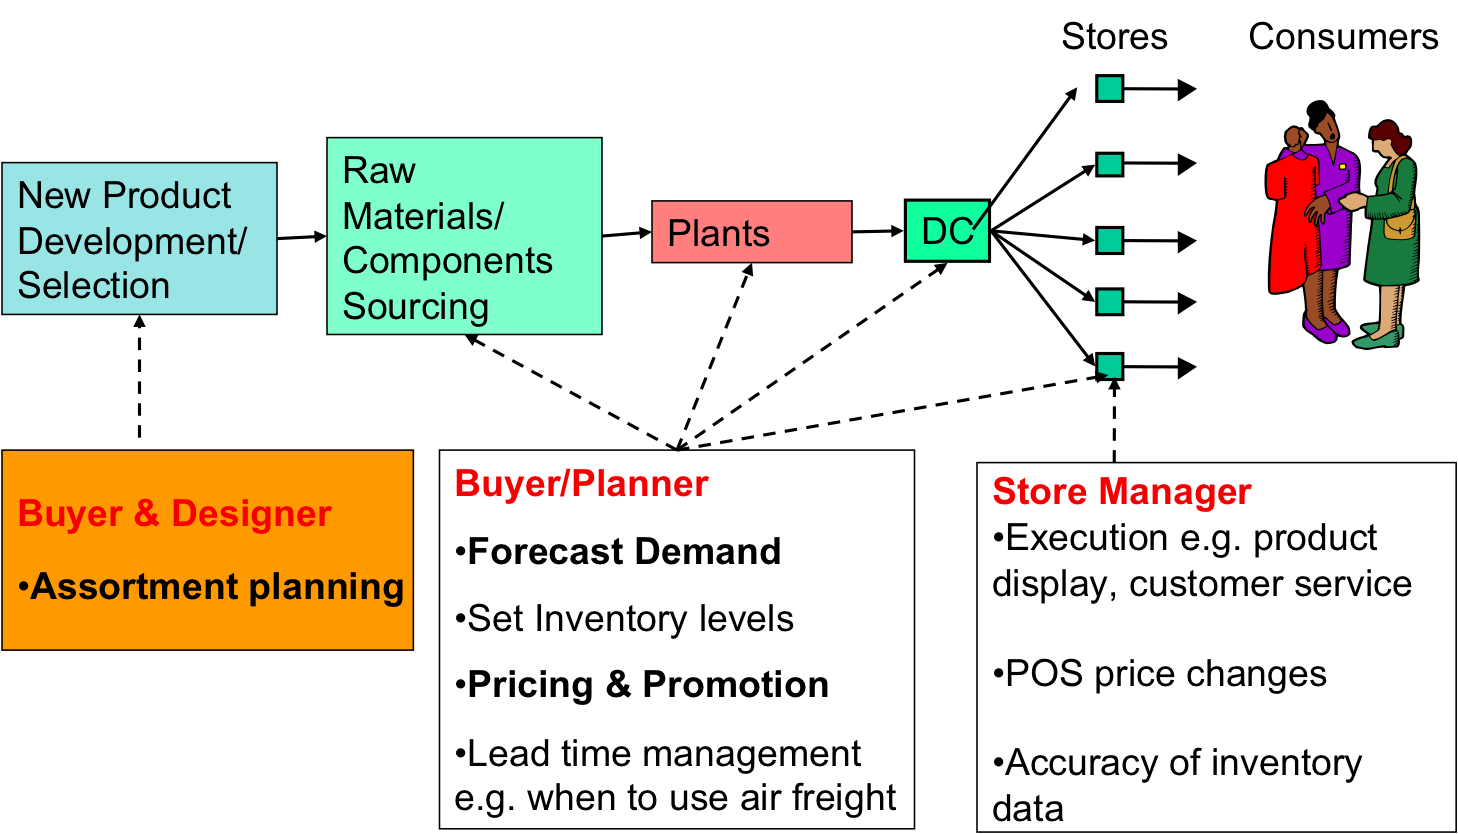 Stores
Consumers
New Product
Development/
Selection
Raw
Materials/
Components
Sourcing
Plants
DC
Buyer & Designer
•Assortment planning
Buyer/Planner
•Forecast Demand
•Set Inventory levels
•Pricing & Promotion
•Lead time management
e.g. when to use air freight
Store Manager
•Execution e.g. product
display, customer service
•POS price changes
•Accuracy of inventory
data